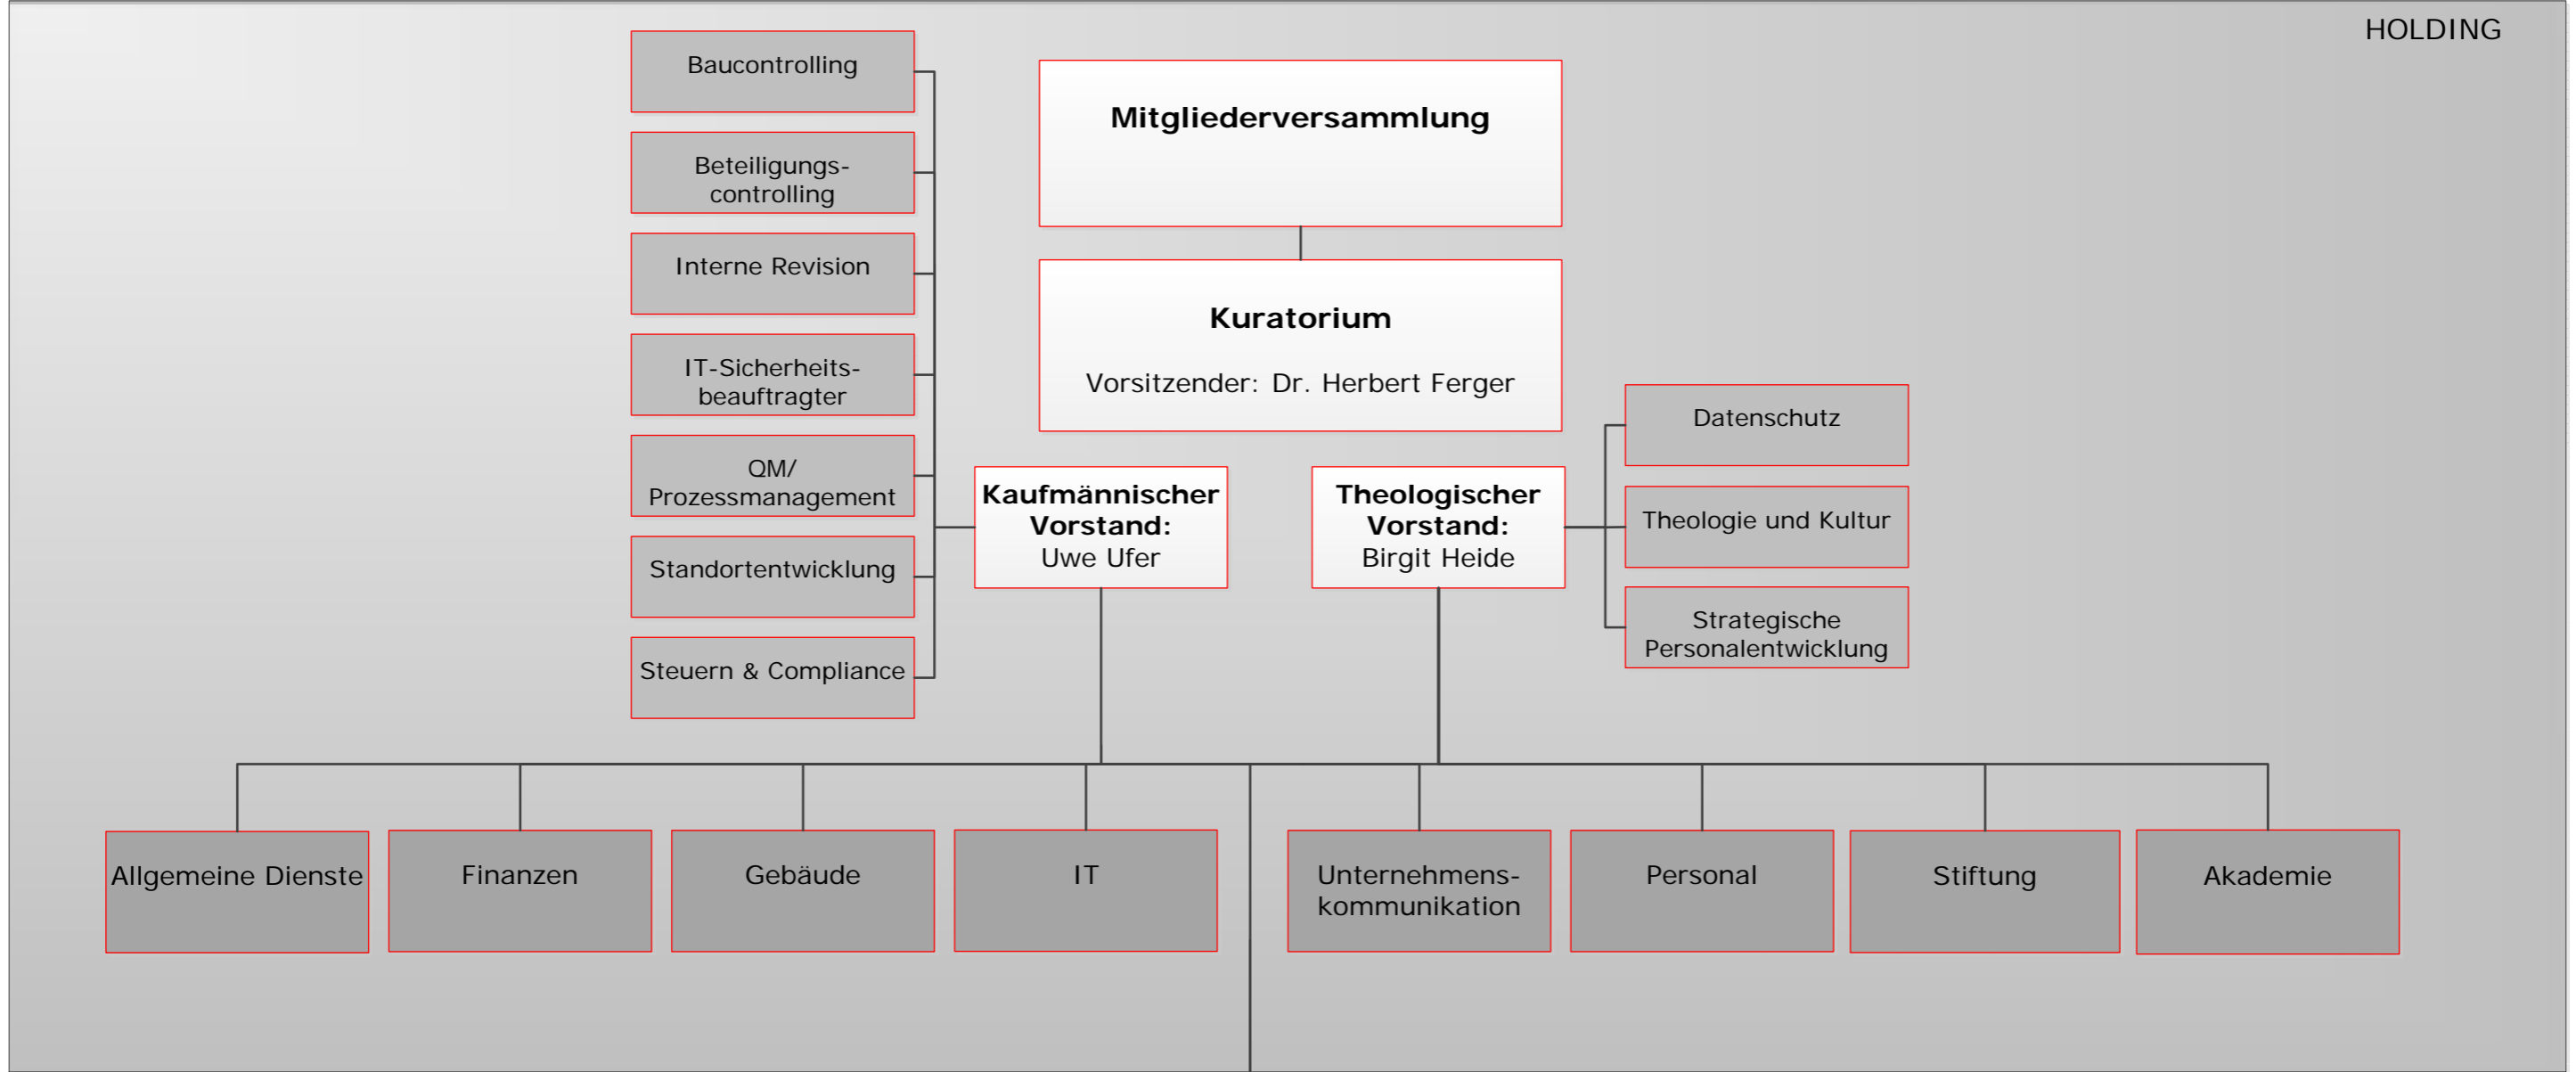 HOLDING
Mitgliederversammlung
Kuratorium
Vorsitzender: Dr. Herbert Ferger
Baucontrolling
Beteiligungs-
controlling
Interne Revision
IT-Sicherheits-
beauftragter
QM/
Prozessmanagement
Standortentwicklung
Steuern & Compliance
Kaufmännischer
Vorstand:
Uwe Ufer
Theologischer
Vorstand:
Birgit Heide
Datenschutz
Theologie und Kultur
Strategische
Personalentwicklung
Allgemeine Dienste
Finanzen
Gebäude
IT
Unternehmens-
kommunikation
Personal
Stiftung
Akademie